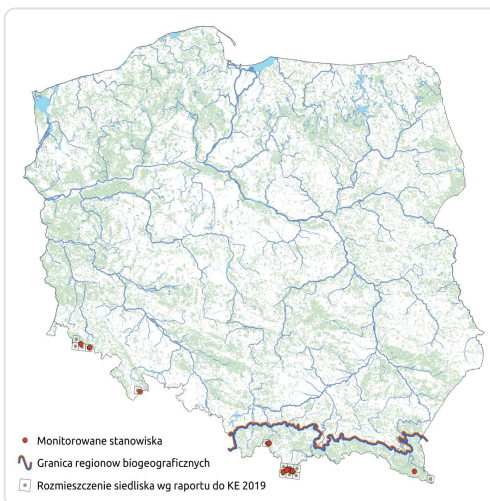 Monitorowane stanowiska
Granica regionow biogeograficznych
Rozmieszczenie siedliska wg raportu do KE 2019